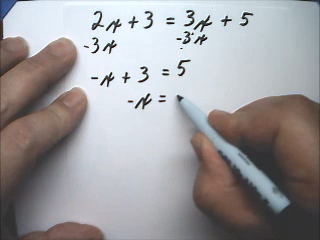 2x + 3 = 3x + 5
-3x -3x
-x + 3 = 5
-x =